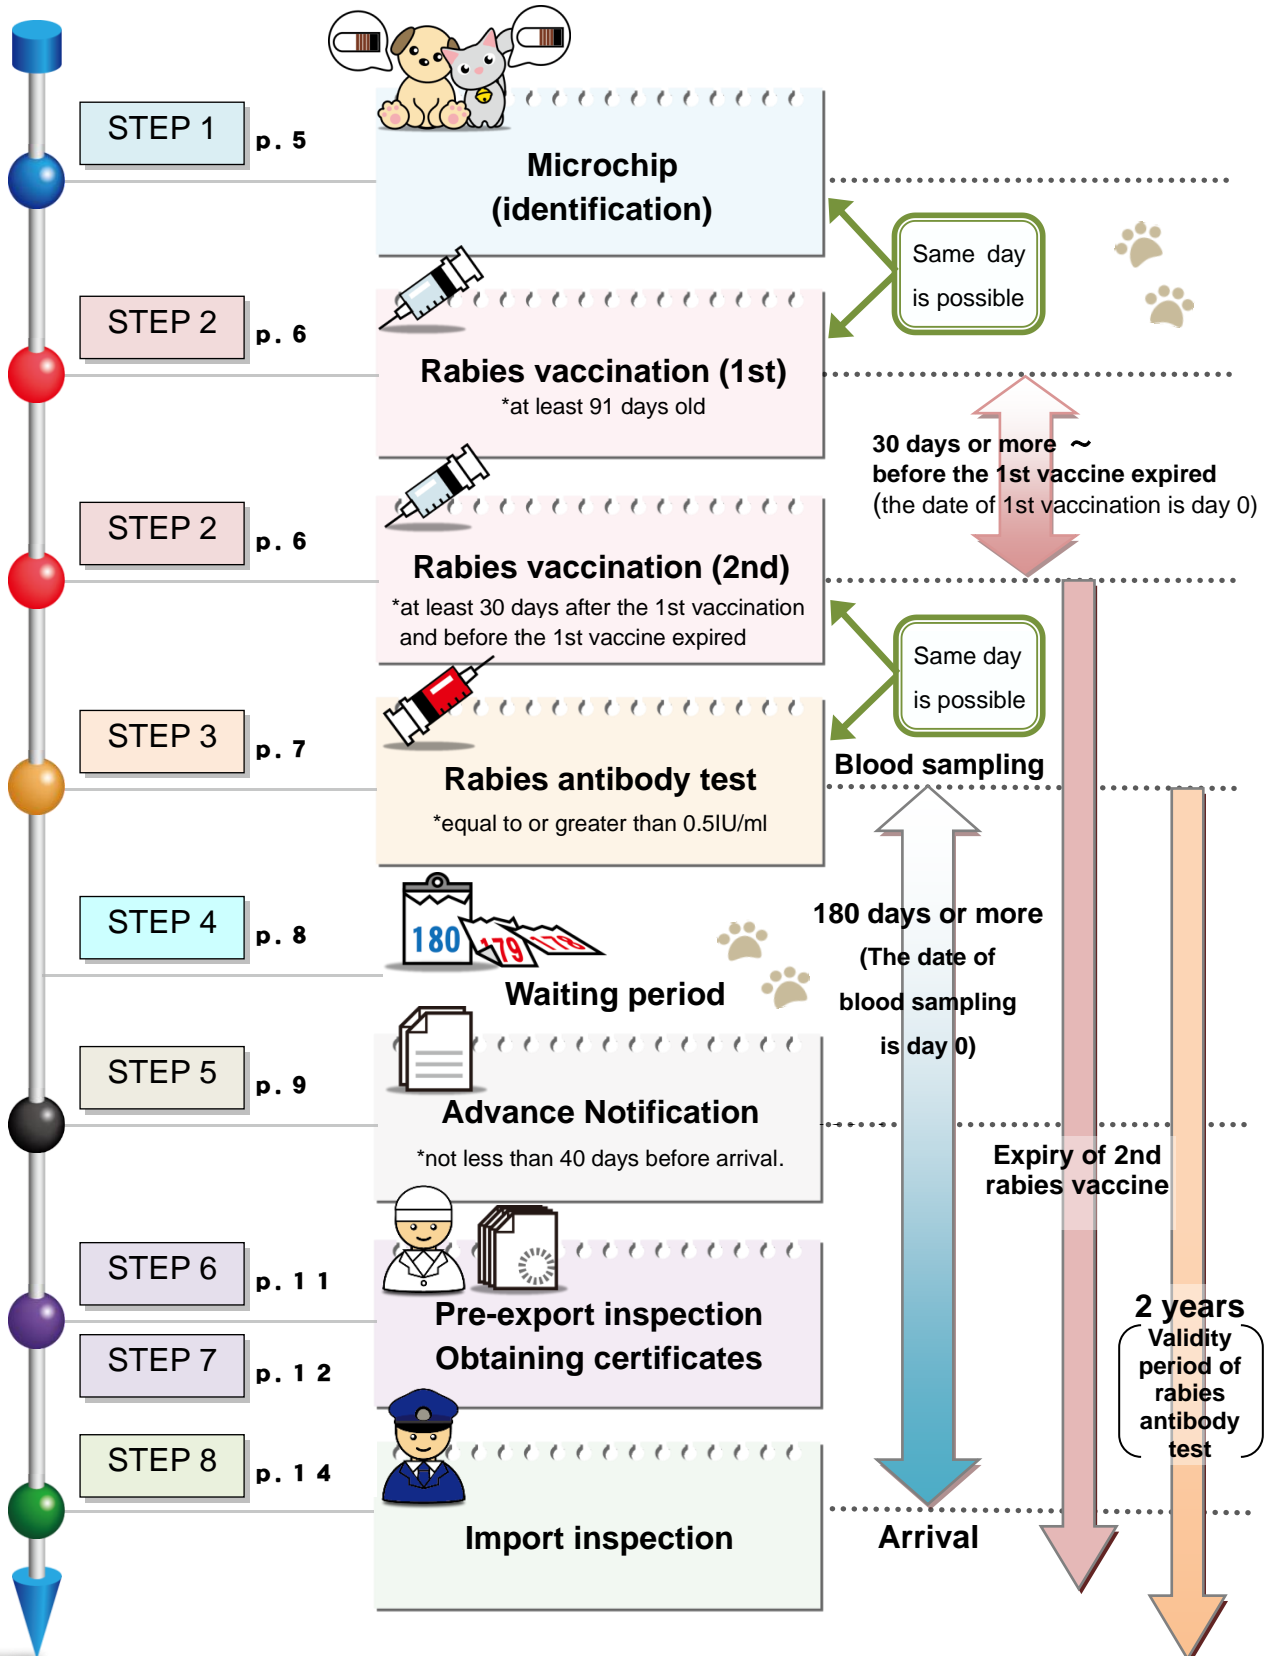 STEP 1
p. 5
Microchip
(identification)
Same day
is possible
STEP 2
p. 6
Rabies vaccination (1st)
*at least 91 days old
30 days or more ～
before the 1st vaccine expired
(the date of 1st vaccination is day 0)
STEP 2
p. 6
Rabies vaccination (2nd)
*at least 30 days after the 1st vaccination
and before the 1st vaccine expired
Same day
is possible
STEP 3
p. 7
Rabies antibody test
*equal to or greater than 0.5IU/ml
Blood sampling
STEP 4
p. 8
180
179
178
Waiting period
180 days or more
(The date of
blood sampling
is day 0)
STEP 5
p. 9
Advance Notification
*not less than 40 days before arrival.
Expiry of 2nd
rabies vaccine
STEP 6
p. 11
Pre-export inspection
Obtaining certificates
STEP 7
p. 12
2 years
Validity
period of
rabies
antibody
test
STEP 8
p. 14
Import inspection
Arrival